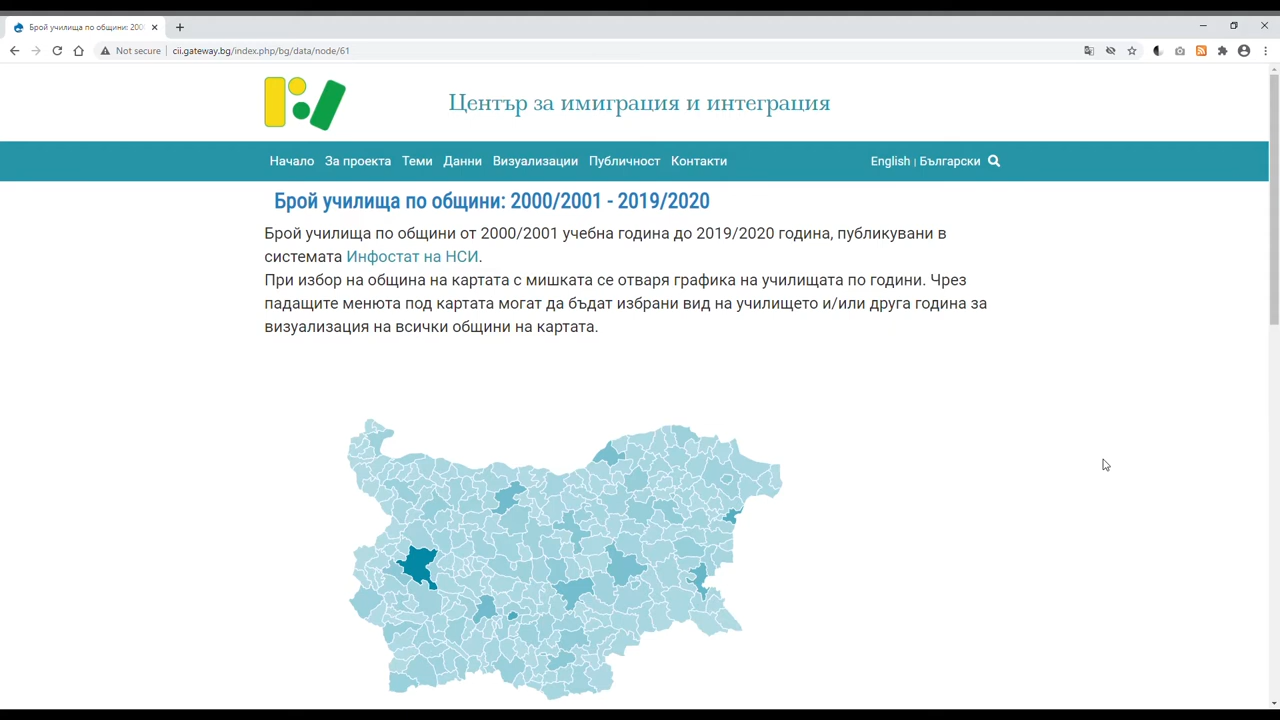 Брой училища по общини: 200
Not secure | cii.gateway.bg/index.php/bg/data/node/61
Център за имиграция и интеграция
Начало За проекта Теми Данни Визуализации Публичност Контакти English | Български
Брой училища по общини: 2000/2001 - 2019/2020
Брой училища по общини от 2000/2001 учебна година до 2019/2020 година, публикувани в
системата Инфостат на НСИ.
При избор на община на картата с мишката се отваря графика на училищата по години. Чрез
падащите менюта под картата могат да бъдат избрани вид на училището и/или друга година за
визуализация на всички общини на картата.